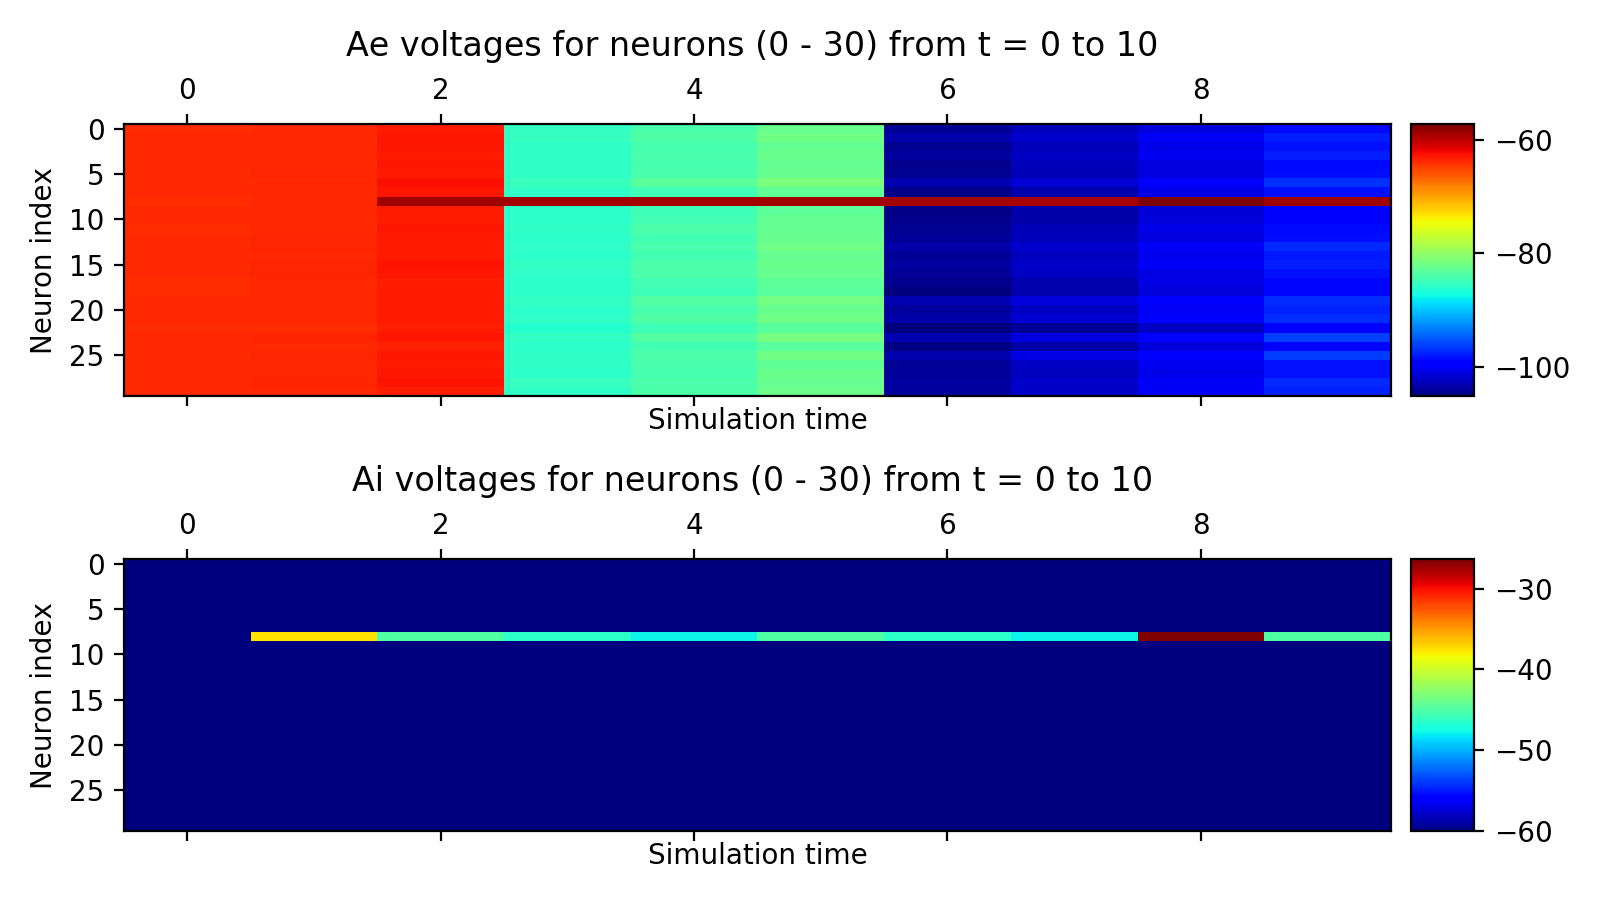 Ae voltages for neurons (0 - 30) from t = 0 to 10
0 2 4 6 8
0
5
10
15
20
25
Neuron index
Simulation time
−60
−80
−100
Ai voltages for neurons (0 - 30) from t = 0 to 10
0 2 4 6 8
0
5
10
15
20
25
Neuron index
Simulation time
−30
−40
−50
−60